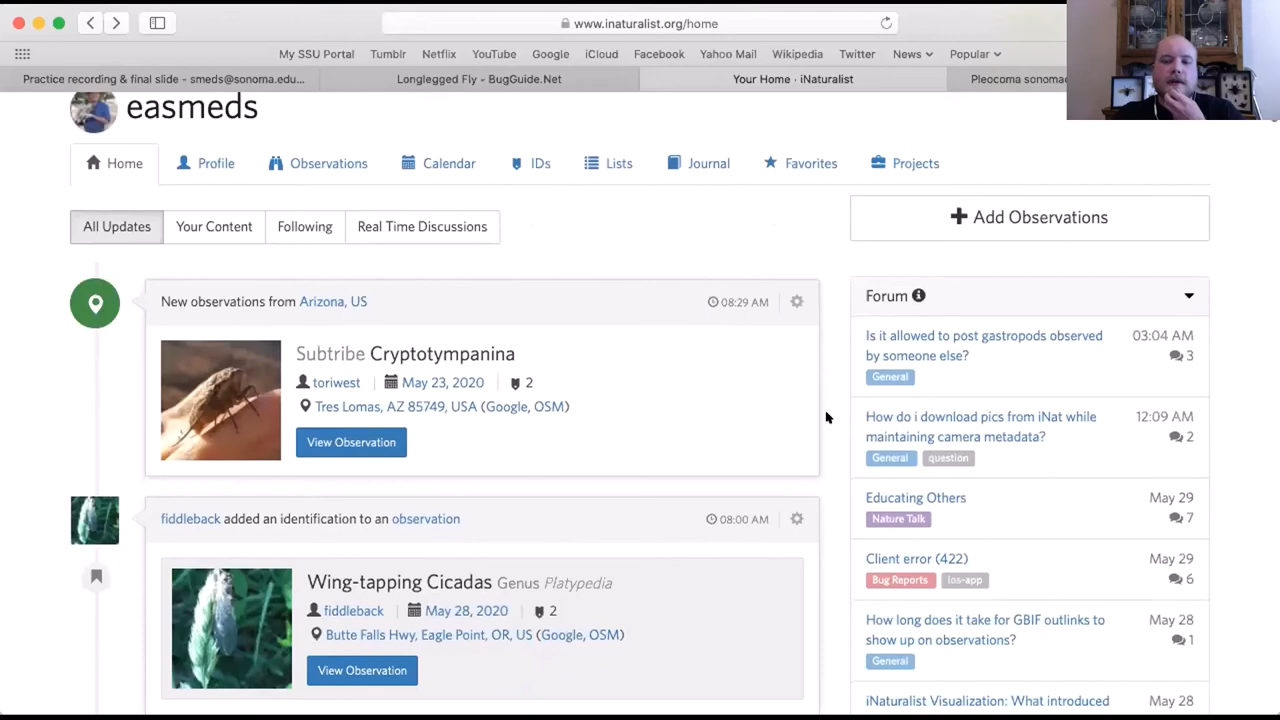 www.inaturalist.org/home
My SSU Portal Tumblr Netflix YouTube Google iCloud Facebook Yahoo Mail Wikipedia Twitter News Popular
Practice recording & final slide - smeds@sonoma.edu... Longlegged Fly - BugGuide.Net Your Home · iNaturalist Pleocoma sonomae
easmeds
Home Profile Observations Calendar IDs Lists Journal Favorites Projects
All Updates Your Content Following Real Time Discussions
+ Add Observations
New observations from Arizona, US 08:29 AM
Subtribe Cryptotympanina
toriwest | May 23, 2020 | 2
Tres Lomas, AZ 85749, USA (Google, OSM)
View Observation
fiddleback added an identification to an observation 08:00 AM
Wing-tapping Cicadas Genus Platypedia
fiddleback | May 28, 2020 | 2
Butte Falls Hwy, Eagle Point, OR, US (Google, OSM)
View Observation
Forum
Is it allowed to post gastropods observed 03:04 AM
by someone else? 3
General
How do i download pics from iNat while 12:09 AM
maintaining camera metadata? 2
General question
Educating Others May 29
Nature Talk 7
Client error (422) May 29
Bug Reports ios-app 6
How long does it take for GBIF outlinks to May 28
show up on observations? 1
General
iNaturalist Visualization: What introduced May 28